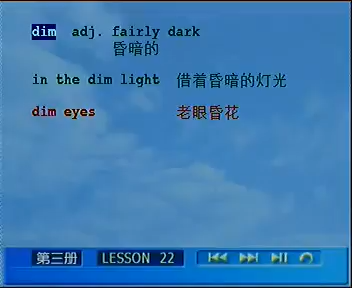 dim adj. fairly dark
昏暗的
in the dim light 借着昏暗的灯光
dim eyes 老眼昏花
第三册 LESSON 22